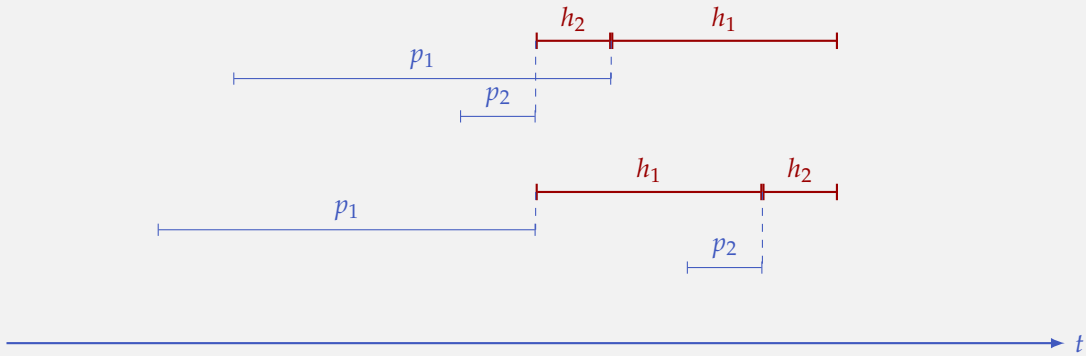 h₂ h₁
p₁
p₂
h₁ h₂
p₁
p₂
t